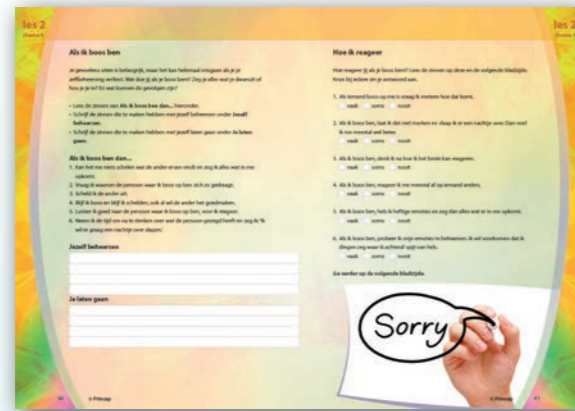 les 2
thema 9
Als ik boos ben
Je gevoelens uiten is belangrijk, maar het kan helemaal misgaan als je je
zelfbeheersing verliest. Wat doe jij als je boos bent? Zeg je alles wat je dwarszit of
hou je je in? En wat kunnen de gevolgen zijn?
• Lees de zinnen van Als ik boos ben dan... hieronder.
• Schrijf de zinnen die te maken hebben met jezelf beheersen onder Jezelf
beheersen.
• Schrijf de zinnen die te maken hebben met jezelf laten gaan onder Je laten
gaan.
Als ik boos ben dan...
1. Kan het me niets schelen wat de ander ervan vindt en zeg ik alles wat in me
opkomt.
2. Vraag ik waarom de persoon waar ik boos op ben zich zo gedraagt.
3. Scheld ik de ander uit.
4. Blijf ik boos en blijf ik schelden, ook al wil de ander het goedmaken.
5. Luister ik goed naar de persoon waar ik boos op ben, voor ik reageer.
6. Neem ik de tijd om na te denken over wat de persoon gezegd heeft en zeg ik: 'Ik
wil er graag een nachtje over slapen.'
Jezelf beheersen
Je laten gaan
40
© Princep
les 2
thema 9
Hoe ik reageer
Hoe reageer jij als je boos bent? Lees de zinnen op deze en de volgende bladzijde.
Kruis bij iedere zin je antwoord aan.
1. Als iemand boos op me is vraag ik meteen hoe dat komt.
vaak soms nooit
2. Als ik boos ben, laat ik dat niet merken en slaap ik er een nachtje over. Dan voel
ik me meestal wel beter.
vaak soms nooit
3. Als ik boos ben, denk ik na hoe ik het beste kan reageren.
vaak soms nooit
4. Als ik boos ben, reageer ik me meestal af op iemand anders.
vaak soms nooit
5. Als ik boos ben, heb ik heftige emoties en zeg dan alles wat er in me opkomt.
vaak soms nooit
6. Als ik boos ben, probeer ik mijn emoties te beheersen. Ik wil voorkomen dat ik
dingen zeg waar ik achteraf spijt van heb.
vaak soms nooit
Ga verder op de volgende bladzijde.
Sorry
© Princep
41